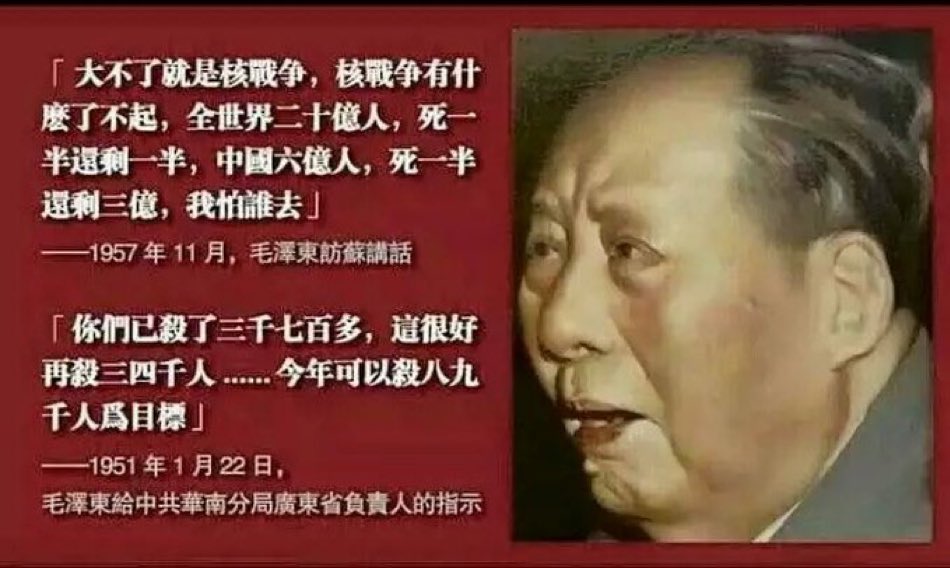 「大不了就是核戰争，核戰争有什
麽了不起，全世界二十億人，死一
半還剩一半，中國六億人，死一半
還剩三億，我怕誰去」
——1957 年 11 月，毛澤東訪蘇講話
「你們已殺了三千七百多，這很好
再殺三四千人......今年可以殺八九
千人爲目標」
——1951 年 1 月 22 日，
毛澤東給中共華南分局廣東省負責人的指示